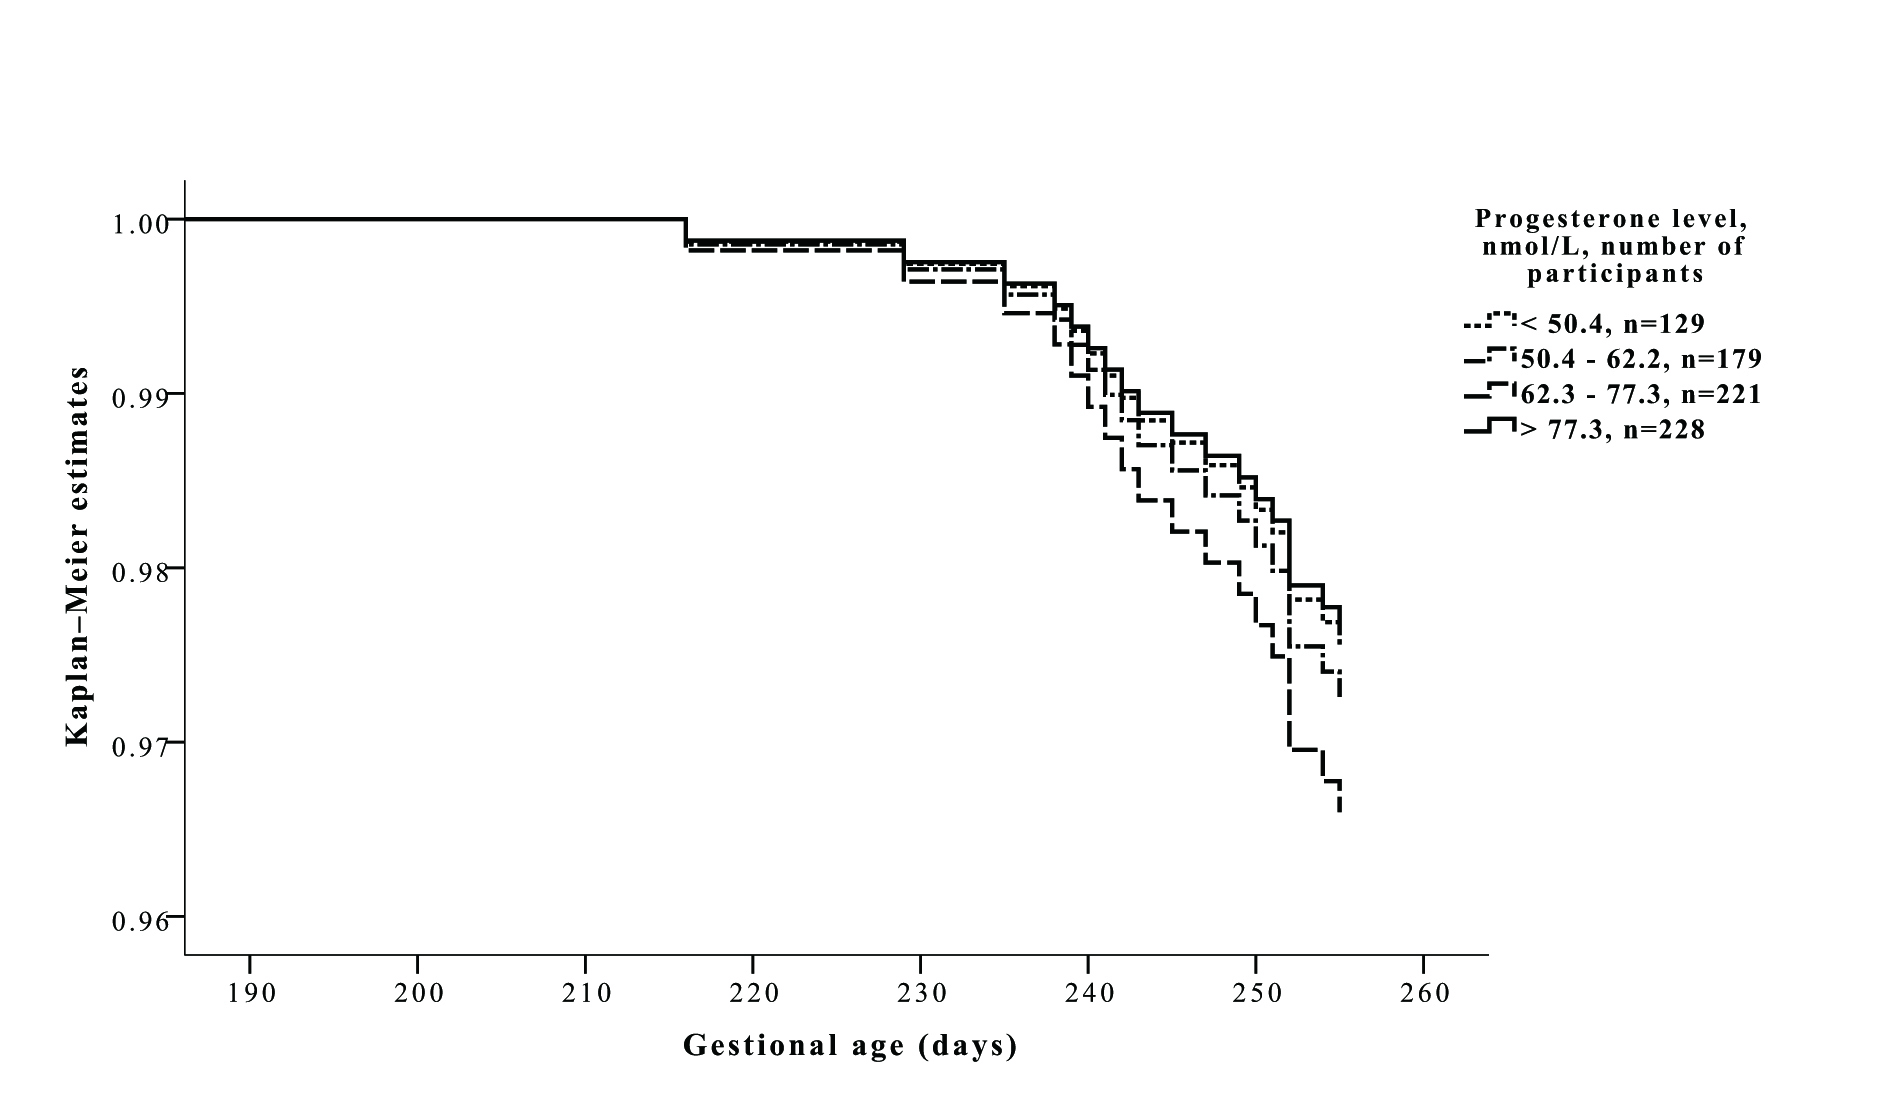 Progesterone level,
nmol/L, number of
participants
< 50.4, n=129
50.4 - 62.2, n=179
62.3 - 77.3, n=221
> 77.3, n=228
Kaplan–Meier estimates
1.00
0.99
0.98
0.97
0.96
190 200 210 220 230 240 250 260
Gestional age (days)